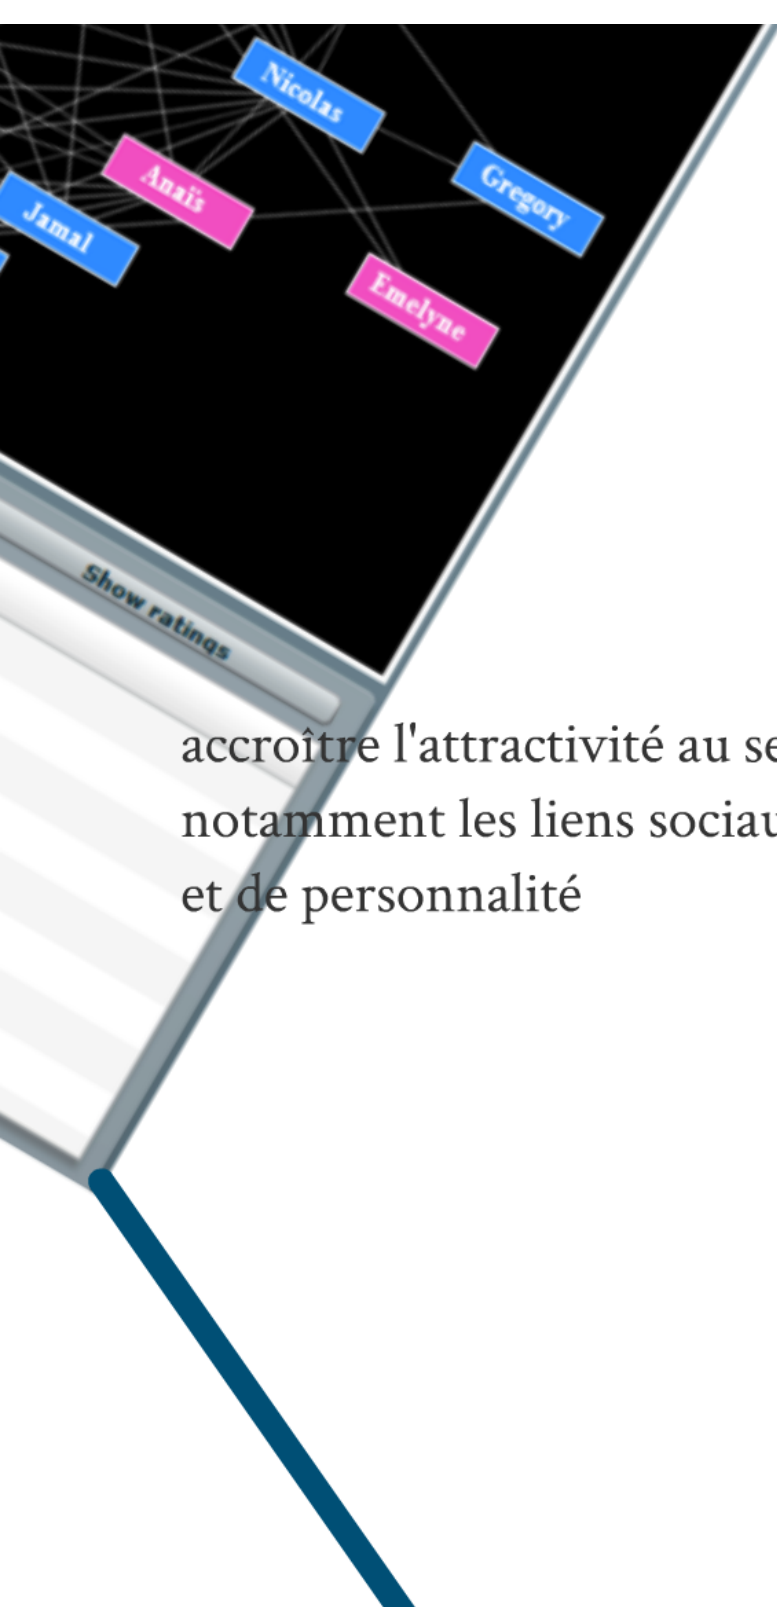 Nicolas
Gregory
Anaïs
Jamal
Emelyne
Show ratings
accroître l'attractivité au se
notamment les liens sociau
et de personnalité